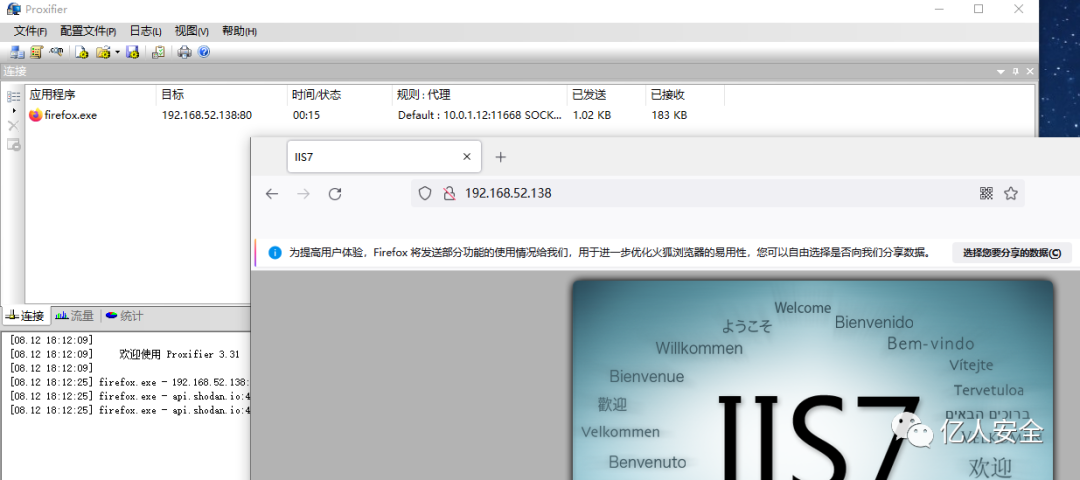 Proxifier
文件(F) 配置文件(P) 日志(L) 视图(V) 帮助(H)
连接
应用程序 目标 时间/状态 规则 : 代理 已发送 已接收
firefox.exe 192.168.52.138:80 00:15 Default : 10.0.1.12:11668 SOCK... 1.02 KB 183 KB
IIS7
192.168.52.138
为提高用户体验，Firefox 将发送部分功能的使用情况给我们，用于进一步优化火狐浏览器的易用性，您可以自由选择是否向我们分享数据。 选择您要分享的数据(C)
连接 流量 统计
[08.12 18:12:09]
[08.12 18:12:09] 欢迎使用 Proxifier 3.31
[08.12 18:12:09]
[08.12 18:12:25] firefox.exe - 192.168.52.138:
[08.12 18:12:25] firefox.exe - api.shodan.io:4
[08.12 18:12:25] firefox.exe - api.shodan.io:4
Welcome
ようこそ
Bienvenido
Willkommen
Bem-vindo
Bienvenue
Vítejte
歡迎
Tervetuloa
ברוכים הבאים
Velkommen
IIS7
亿人安全
Benvenuto
欢迎